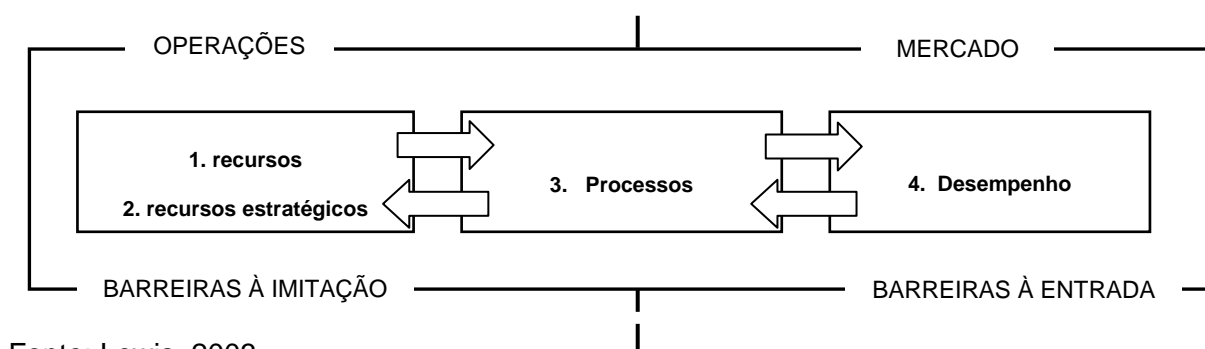 OPERAÇÕES
MERCADO
1. recursos
2. recursos estratégicos
3. Processos
4. Desempenho
BARREIRAS À IMITAÇÃO
BARREIRAS À ENTRADA